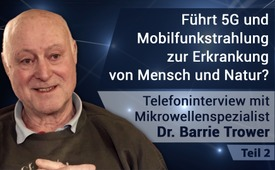 Führt 5G und
Mobilfunkstrahlung
zur Erkrankung
von Mensch und Natur?
Telefoninterview mit
Mikrowellenspezialist
Dr. Barrie Trower
Teil 2